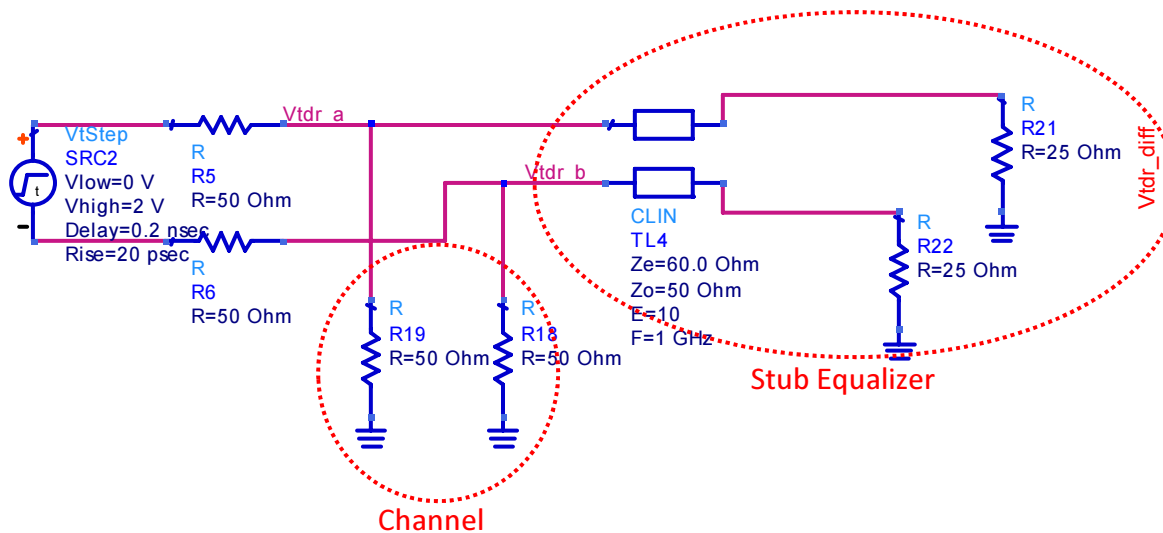 Vtdr_a
+
VtStep
SRC2
Vlow=0 V
Vhigh=2 V
Delay=0.2 nsec
Rise=20 psec
t
-
R
R5
R=50 Ohm
R
R6
R=50 Ohm
Vtdr_b
CLIN
TL4
Ze=60.0 Ohm
Zo=50 Ohm
E=10
F=1 GHz
R
R21
R=25 Ohm
R
R22
R=25 Ohm
Vtdr_diff
R
R19
R=50 Ohm
R
R18
R=50 Ohm
Stub Equalizer
Channel